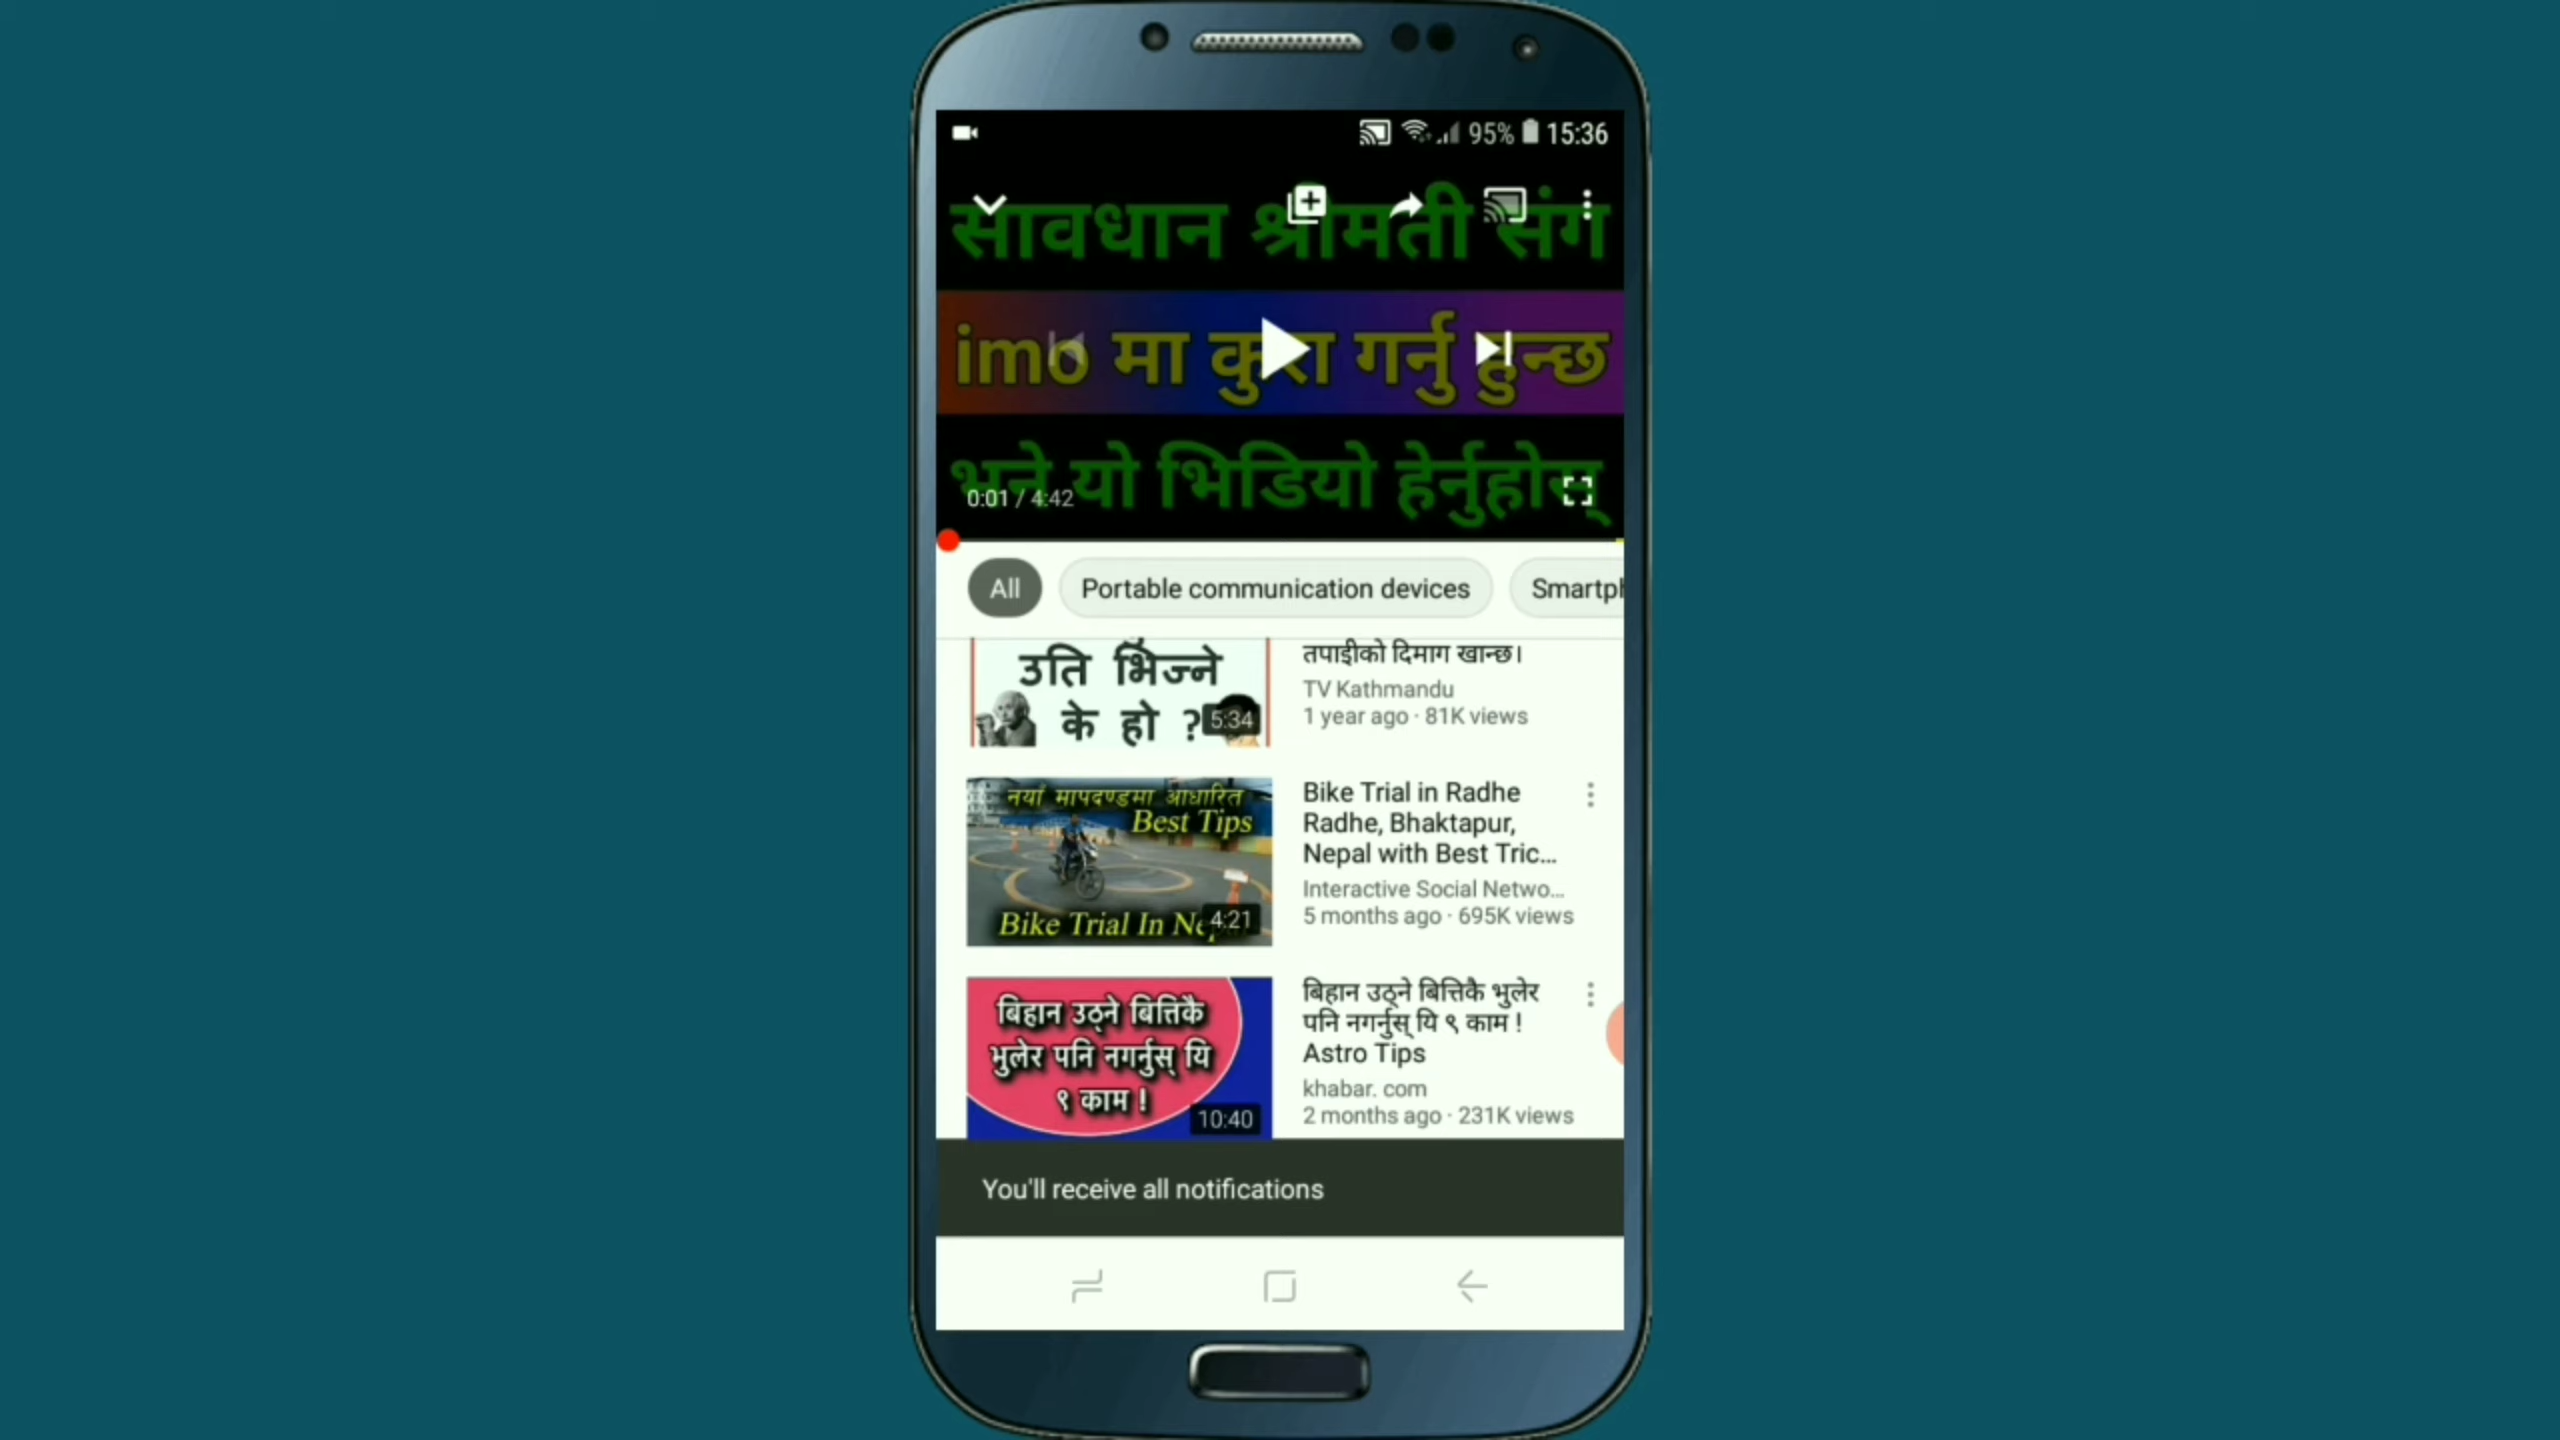 95% 15:36
सावधान श्रीमती संग
imo मा कुरा गर्नु हुन्छ
भने यो भिडियो हेर्नुहोस्
0:01 / 4:42
All
Portable communication devices
उति भिज्ने
के हो ?
5:34
तपाईको दिमाग खान्छ।
TV Kathmandu
1 year ago · 81K views
नयाँ मापदण्डमा आधारित
Best Tips
Bike Trial In
4:21
Bike Trial in Radhe
Radhe, Bhaktapur,
Nepal with Best Tric...
Interactive Social Netwo...
5 months ago · 695K views
बिहान उठ्ने बित्तिकै
भुलेर पनि नगर्नुस् यि
९ काम !
10:40
बिहान उठ्ने बित्तिकै भुलेर
पनि नगर्नुस् यि ९ काम !
Astro Tips
khabar. com
2 months ago · 231K views
You'll receive all notifications